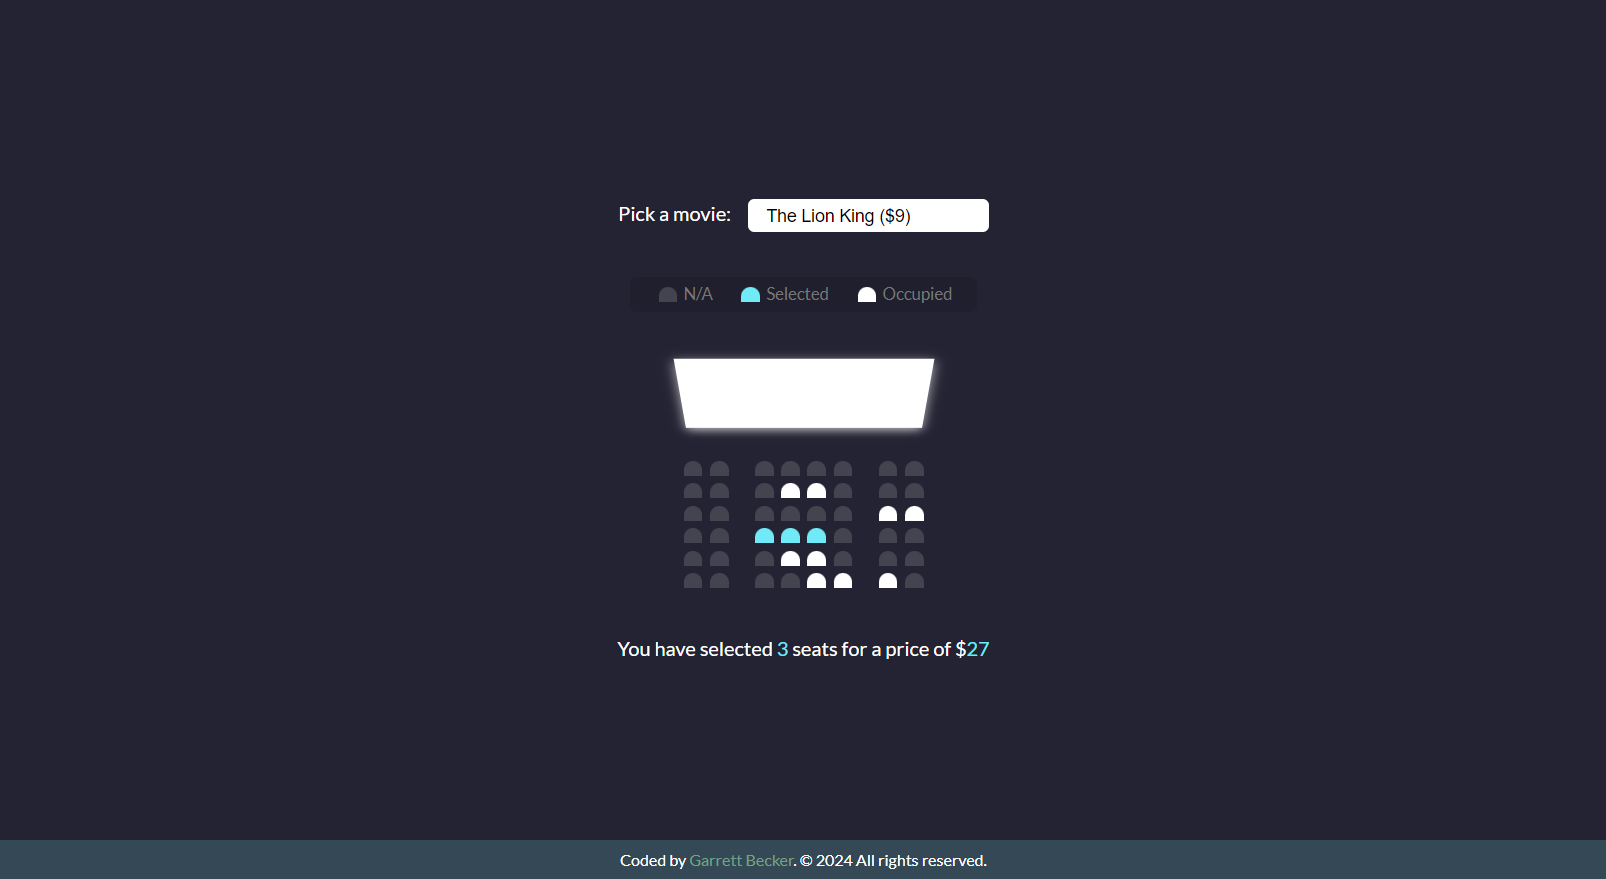 Pick a movie: The Lion King ($9)
N/A Selected Occupied
You have selected 3 seats for a price of $27
Coded by Garrett Becker. © 2024 All rights reserved.